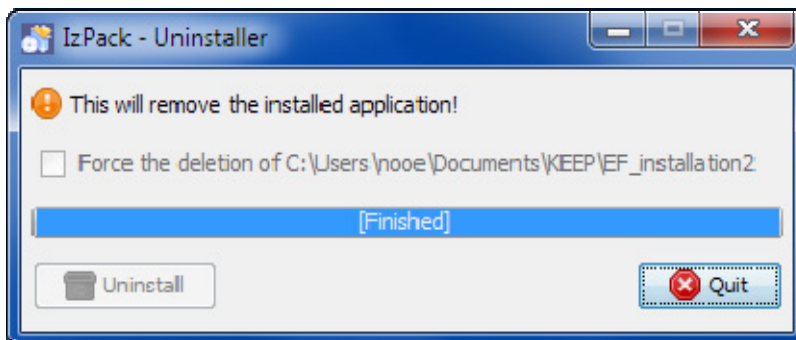 IzPack - Uninstaller
This will remove the installed application!
Force the deletion of C:\Users\nooe\Documents\KEEP\EF_installation2
[Finished]
Uninstall
Quit